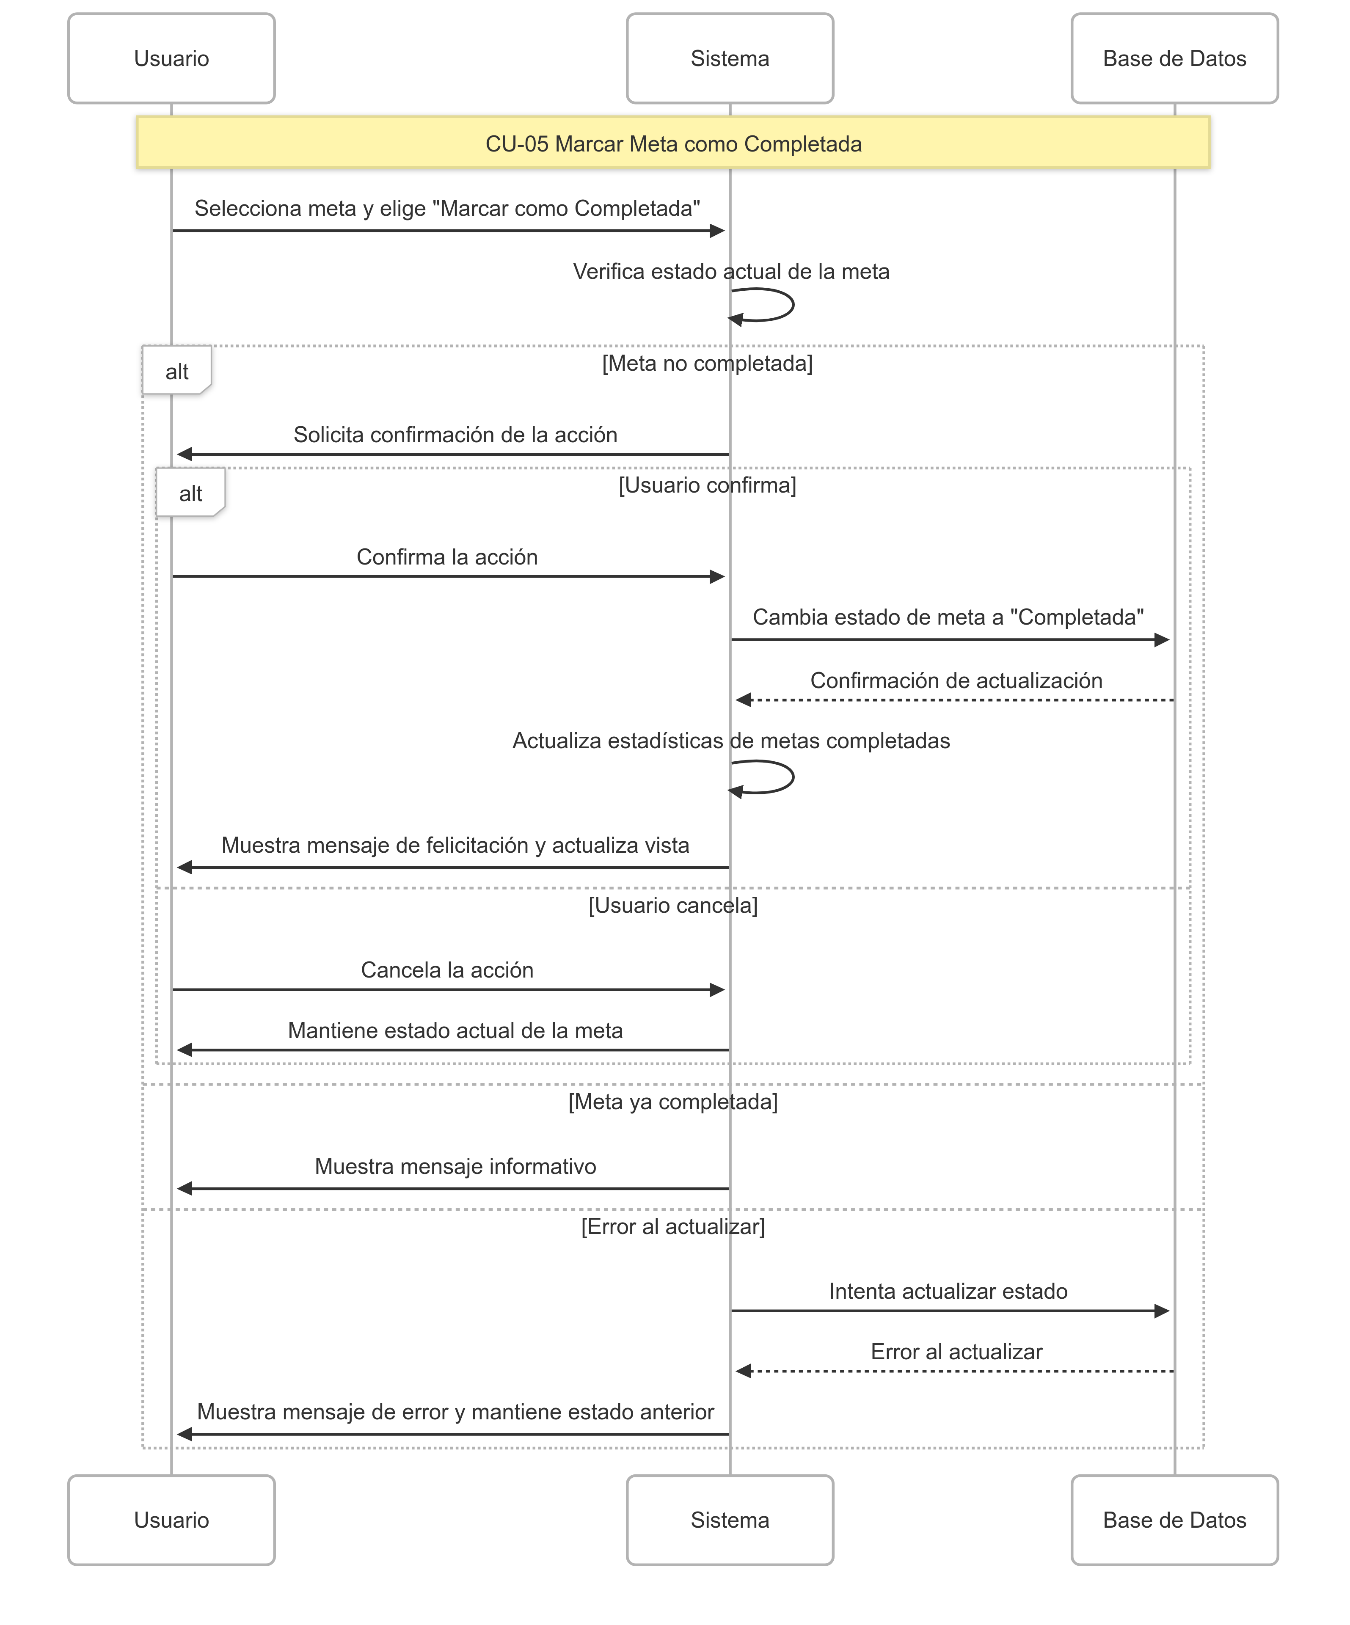 Usuario
Sistema
Base de Datos
CU-05 Marcar Meta como Completada
Selecciona meta y elige "Marcar como Completada"
Verifica estado actual de la meta
alt
[Meta no completada]
Solicita confirmación de la acción
alt
[Usuario confirma]
Confirma la acción
Cambia estado de meta a "Completada"
Confirmación de actualización
Actualiza estadísticas de metas completadas
Muestra mensaje de felicitación y actualiza vista
[Usuario cancela]
Cancela la acción
Mantiene estado actual de la meta
[Meta ya completada]
Muestra mensaje informativo
[Error al actualizar]
Intenta actualizar estado
Error al actualizar
Muestra mensaje de error y mantiene estado anterior
Usuario
Sistema
Base de Datos